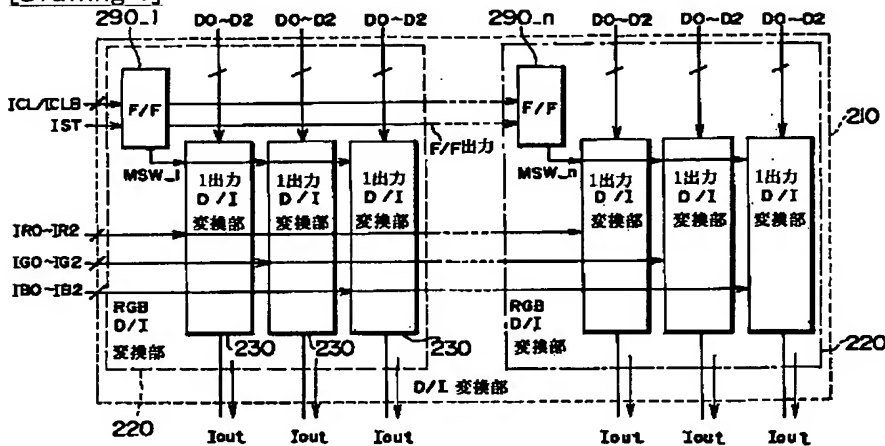 290_1
D0~D2 D0~D2 D0~D2
290_n
D0~D2 D0~D2 D0~D2
F/F
F/F
ICL/ICLB
IST
F/F出力
210
MSW_1
MSW_n
1出力
D/I
変換部
1出力
D/I
変換部
1出力
D/I
変換部
1出力
D/I
変換部
1出力
D/I
変換部
1出力
D/I
変換部
IR0~IR2
IG0~IG2
IB0~IB2
RGB
D/I
変換部
230
230
230
RGB
D/I
変換部
220
D/I 変換部
220
Iout
Iout
Iout
Iout
Iout
Iout